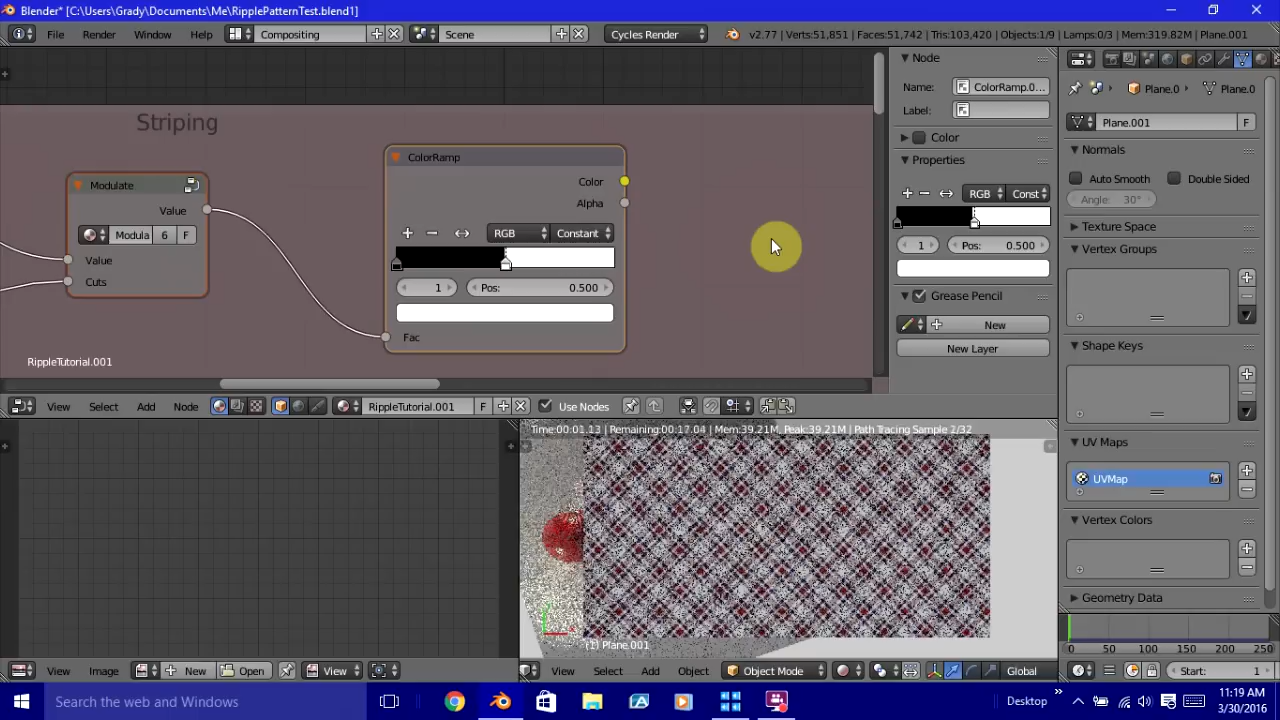 Blender* [C:\Users\Grady\Documents\Me\RipplePatternTest.blend1]
File Render Window Help Compositing Scene Cycles Render v2.77 | Verts:51,851 | Faces:51,742 | Tris:103,420 | Objects:1/9 | Lamps:0/3 | Mem:319.82M | Plane.001
Striping
Modulate
Value
Modula 6 F
Value
Cuts
RippleTutorial.001
ColorRamp
Color
Alpha
RGB Constant
1 Pos: 0.500
Fac
Node
Name: ColorRamp.0...
Label:
Color
Properties
RGB Const
1 Pos: 0.500
Grease Pencil
New
New Layer
Plane.0 Plane.0
Plane.001 F
Normals
Auto Smooth Double Sided
Angle: 30°
Texture Space
Vertex Groups
Shape Keys
UV Maps
UVMap
Vertex Colors
Geometry Data
View Select Add Node RippleTutorial.001 F Use Nodes
Time:00:01.13 | Remaining:00:17.04 | Mem:39.21M, Peak:39.21M | Path Tracing Sample 2/32
(1) Plane.001
View Image New Open View
View Select Add Object Object Mode Global
0 50 100 150 200 250
Start: 1
Search the web and Windows
Desktop
11:19 AM
3/30/2016